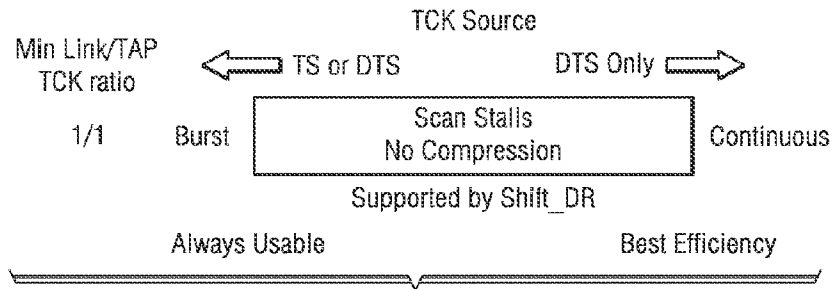 TCK Source
Min Link/TAP
TCK ratio
TS or DTS
DTS Only
1/1
Burst
Scan Stalls
No Compression
Continuous
Supported by Shift_DR
Always Usable
Best Efficiency